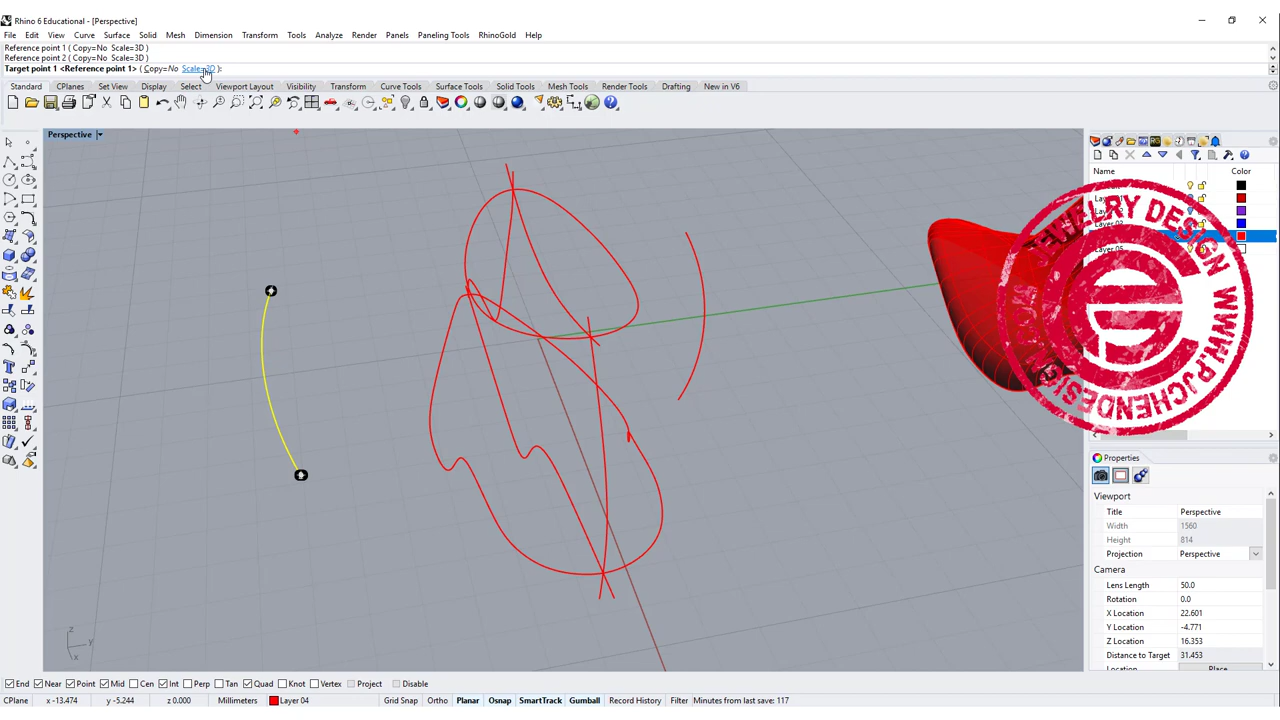 Rhino 6 Educational - [Perspective]
File Edit View Curve Surface Solid Mesh Dimension Transform Tools Analyze Render Panels Paneling Tools RhinoGold Help
Reference point 1 ( Copy=No Scale=3D )
Reference point 2 ( Copy=No Scale=3D )
Target point 1 <Reference point 1> ( Copy=No Scale=3D ):
Standard CPlanes Set View Display Select Viewport Layout Visibility Transform Curve Tools Surface Tools Solid Tools Mesh Tools Render Tools Drafting New in V6
Perspective
Name Color
JEWELRY DESIGN WWW.PJCHENDESIGN
Properties
Viewport
Title Perspective
Width 1560
Height 814
Projection Perspective
Camera
Lens Length 50.0
Rotation 0.0
X Location 22.601
Y Location -4.771
Z Location 16.353
Distance to Target 31.453
Location Place
z
y
x
End Near Point Mid Cen Int Perp Tan Quad Knot Vertex Project Disable
CPlane x -13.474 y -5.244 z 0.000 Millimeters Layer 04 Grid Snap Ortho Planar Osnap SmartTrack Gumball Record History Filter Minutes from last save: 117